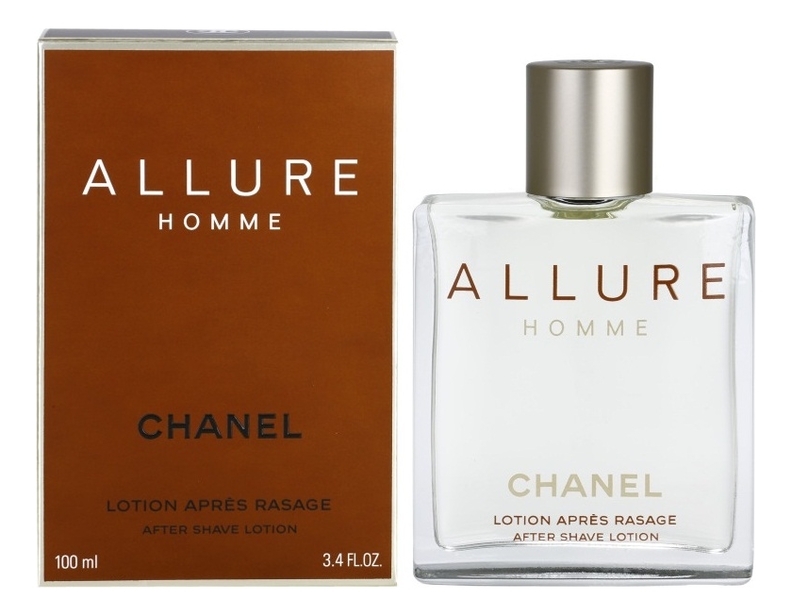 ALLURE
HOMME
CHANEL
LOTION APRÈS RASAGE
AFTER SHAVE LOTION
100 ml 3.4 FL.OZ.
ALLURE
HOMME
CHANEL
LOTION APRÈS RASAGE
AFTER SHAVE LOTION